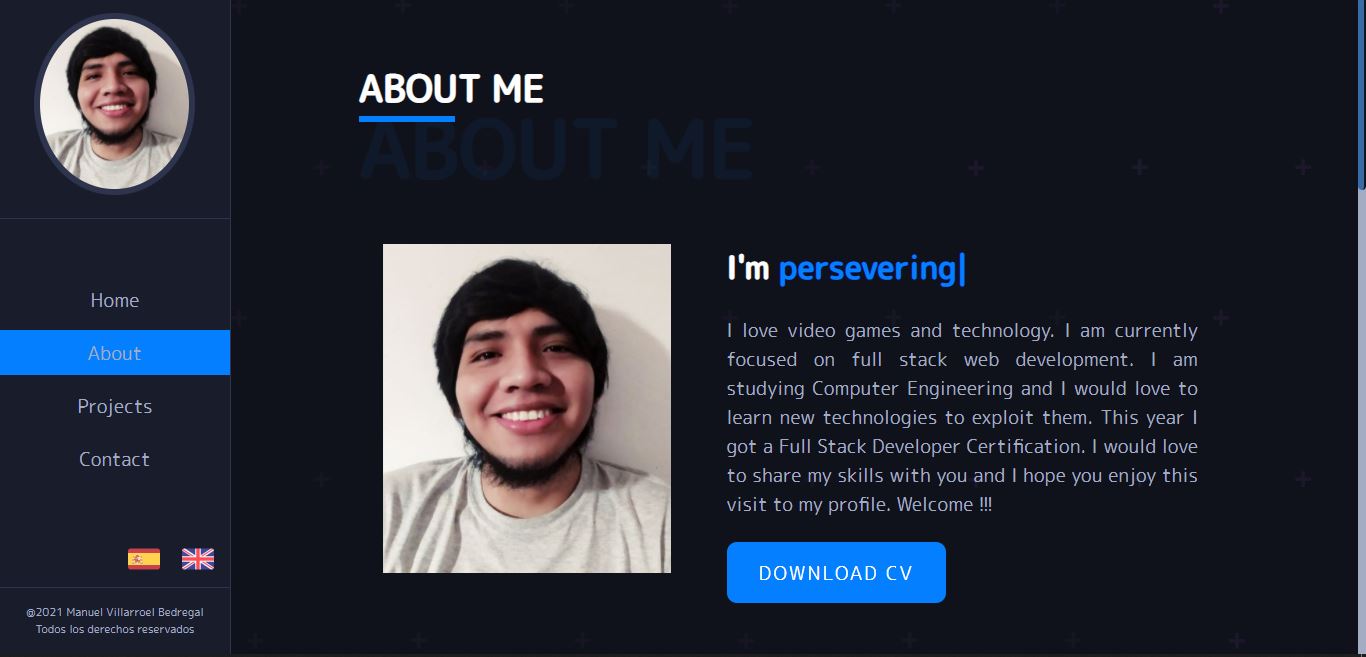 Home
About
Projects
Contact
@2021 Manuel Villarroel Bedregal
Todos los derechos reservados
ABOUT ME
ABOUT ME
I'm persevering|
I love video games and technology. I am currently
focused on full stack web development. I am
studying Computer Engineering and I would love to
learn new technologies to exploit them. This year I
got a Full Stack Developer Certification. I would love
to share my skills with you and I hope you enjoy this
visit to my profile. Welcome !!!
DOWNLOAD CV